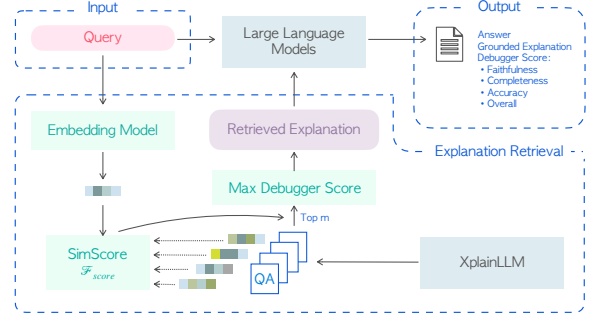 Input
Query
Large Language
Models
Output
Answer
Grounded Explanation
Debugger Score:
• Faithfulness
• Completeness
• Accuracy
• Overall
Embedding Model
Retrieved Explanation
Explanation Retrieval
Max Debugger Score
Top m
SimScore
ℱ score
QA
XplainLLM